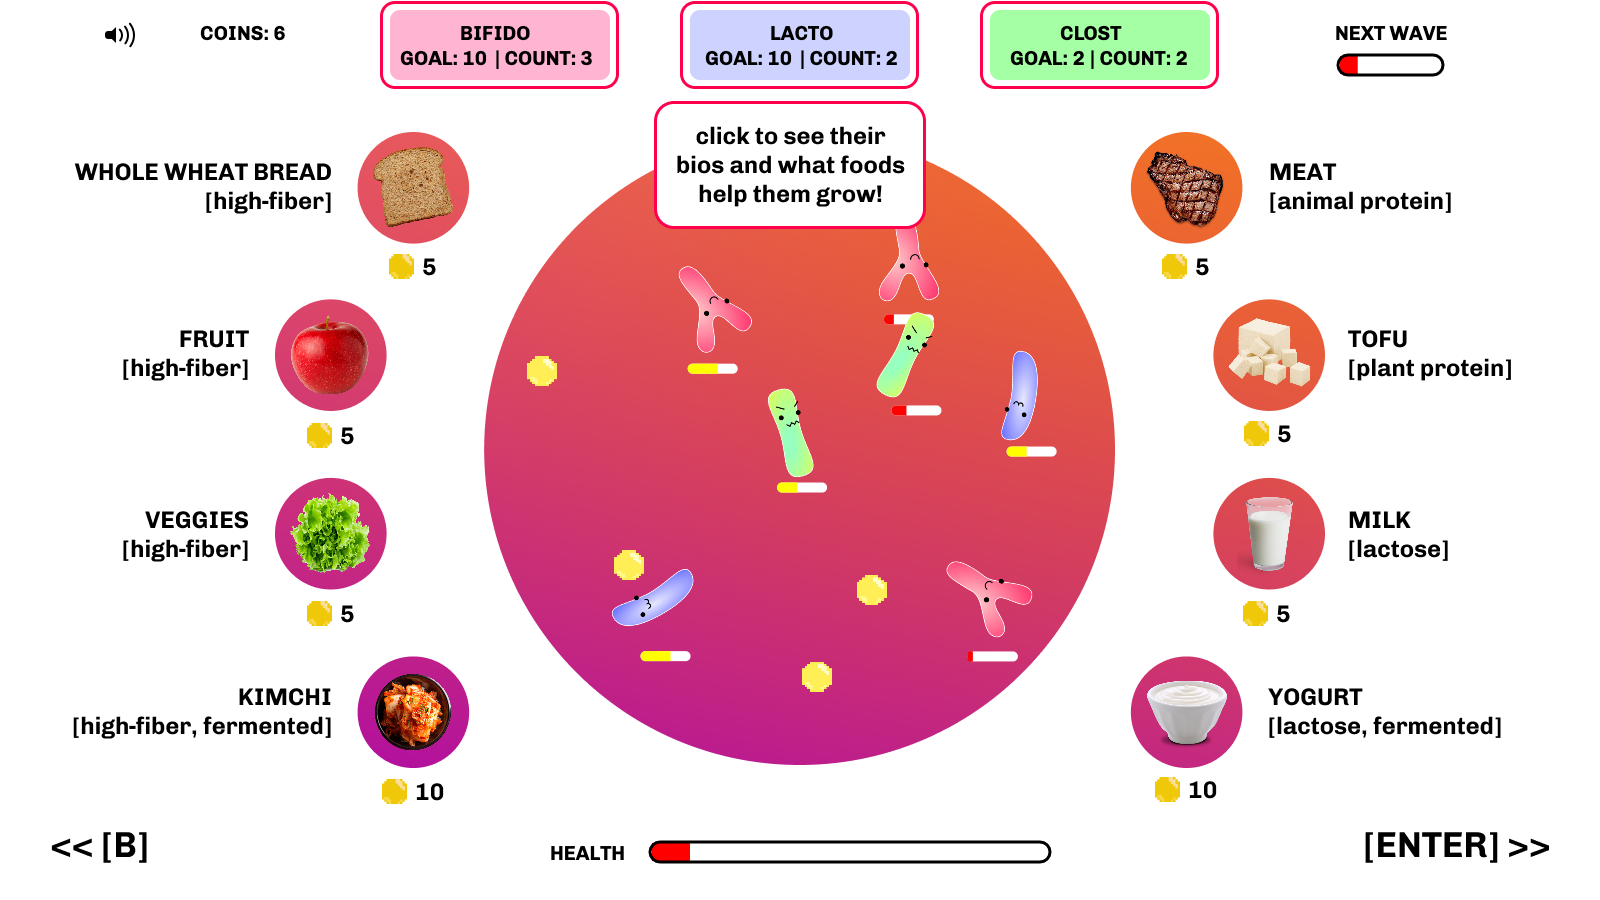 COINS: 6
BIFIDO
GOAL: 10 | COUNT: 3
LACTO
GOAL: 10 | COUNT: 2
CLOST
GOAL: 2 | COUNT: 2
NEXT WAVE
click to see their
bios and what foods
help them grow!
WHOLE WHEAT BREAD
[high-fiber]
5
FRUIT
[high-fiber]
5
VEGGIES
[high-fiber]
5
KIMCHI
[high-fiber, fermented]
10
MEAT
[animal protein]
5
TOFU
[plant protein]
5
MILK
[lactose]
5
YOGURT
[lactose, fermented]
10
<< [B]
HEALTH
[ENTER] >>